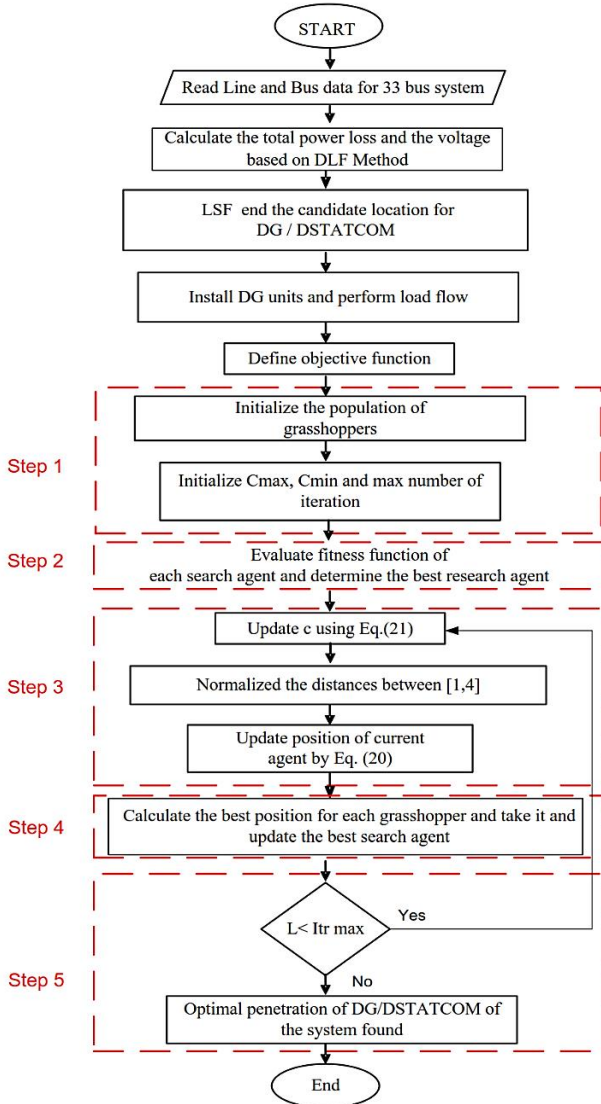 START
Read Line and Bus data for 33 bus system
Calculate the total power loss and the voltage
based on DLF Method
LSF end the candidate location for
DG / DSTATCOM
Install DG units and perform load flow
Define objective function
Step 1
Initialize the population of
grasshoppers
Initialize Cmax, Cmin and max number of
iteration
Step 2
Evaluate fitness function of
each search agent and determine the best research agent
Step 3
Update c using Eq.(21)
Normalized the distances between [1,4]
Update position of current
agent by Eq. (20)
Step 4
Calculate the best position for each grasshopper and take it and
update the best search agent
Step 5
L< Itr max
Yes
No
Optimal penetration of DG/DSTATCOM of
the system found
End